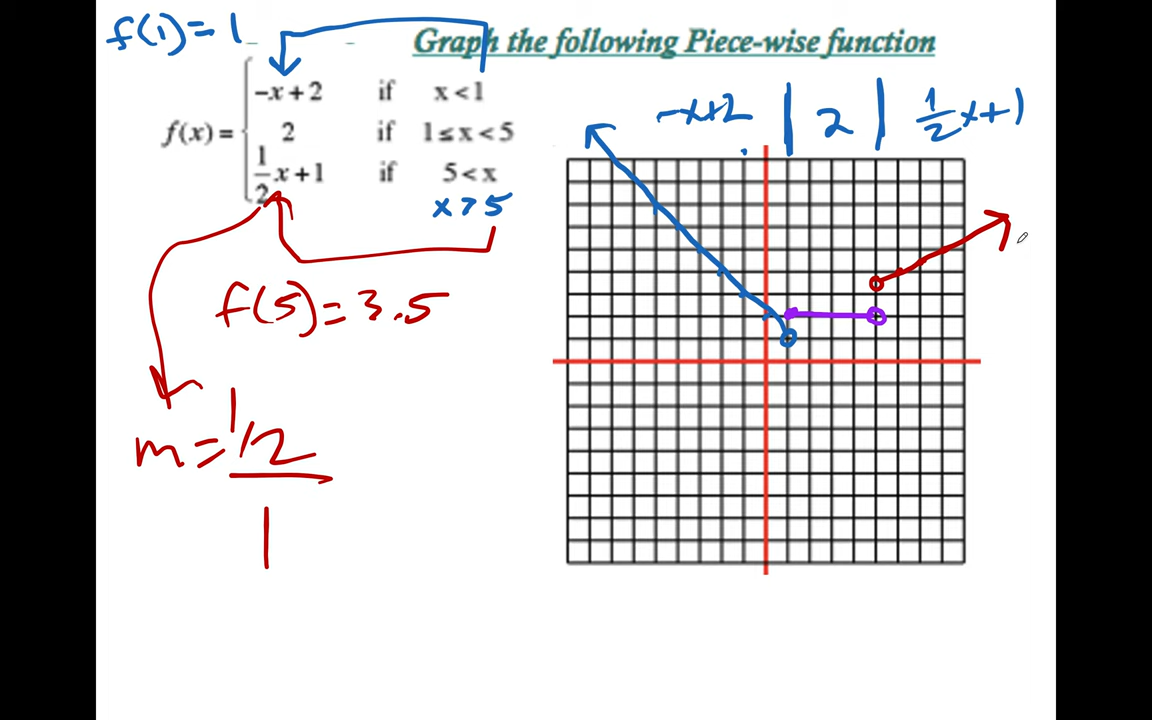 f(1) = 1
Graph the following Piece-wise function
f(x) = { -x + 2 if x < 1
2 if 1 ≤ x < 5
1/2 x + 1 if 5 < x
x > 5
-x+2 | 2 | 1/2 x+1
f(5) = 3.5
m = 1/2
1